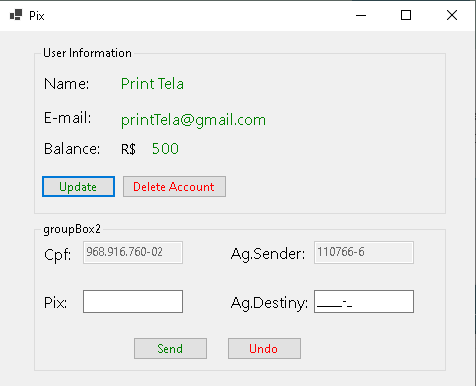 Pix
User Information
Name: Print Tela
E-mail: printTela@gmail.com
Balance: R$ 500
Update Delete Account
groupBox2
Cpf: 968.916.760-02 Ag.Sender: 110766-6
Pix: Ag.Destiny: _____-_
Send Undo